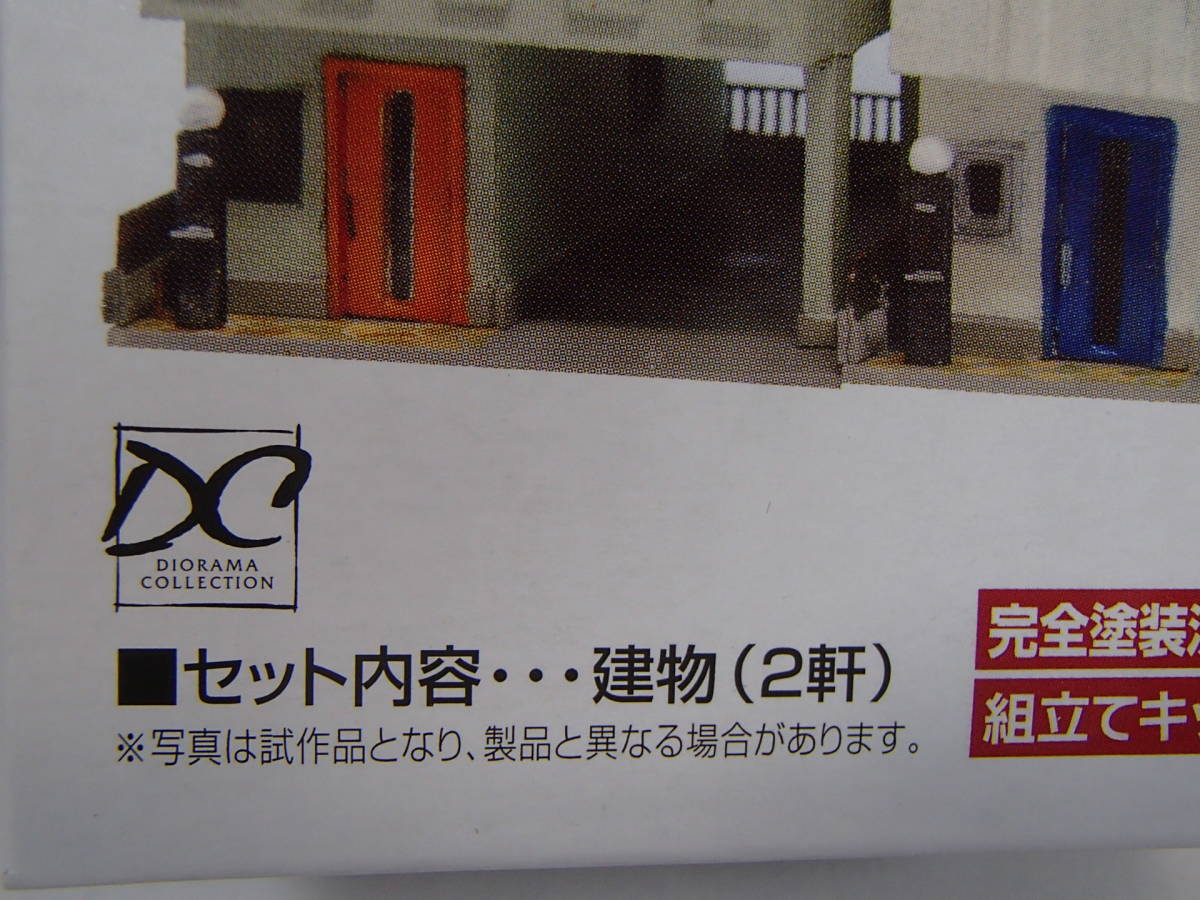 DC
DIORAMA
COLLECTION
■セット内容・・・建物(2軒)
※写真は試作品となり、製品と異なる場合があります。
完全塗装
組立てキ